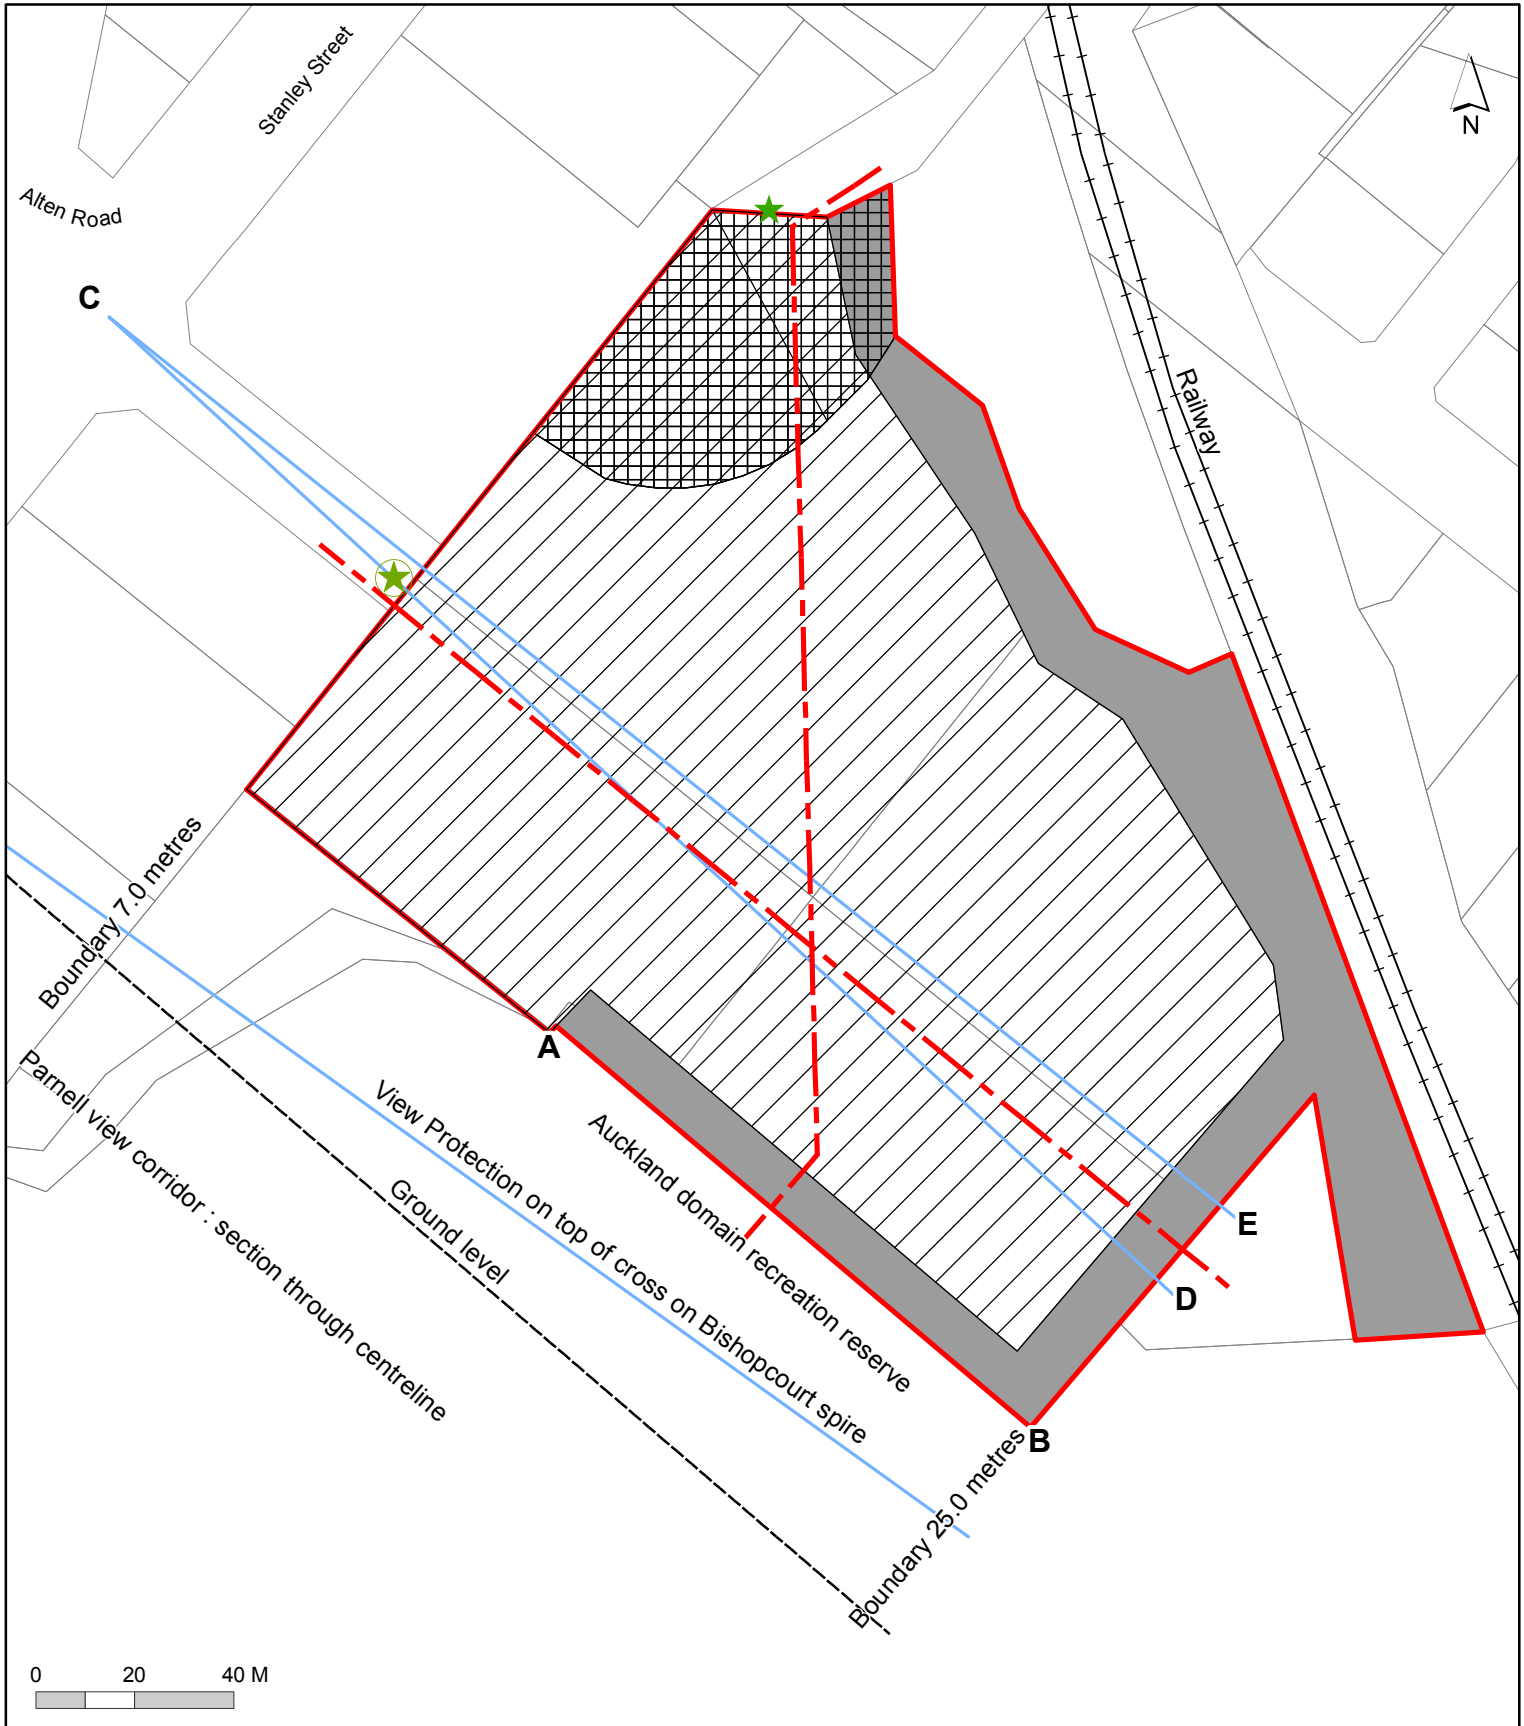 Stanley Street
N
Alten Road
C
Railway
Boundary 7.0 metres
A
Parnell view corridor : section through centreline
View Protection on top of cross on Bishopcourt spire
Ground level
Auckland domain recreation reserve
E
D
B
Boundary 25.0 metres
0 20 40 M